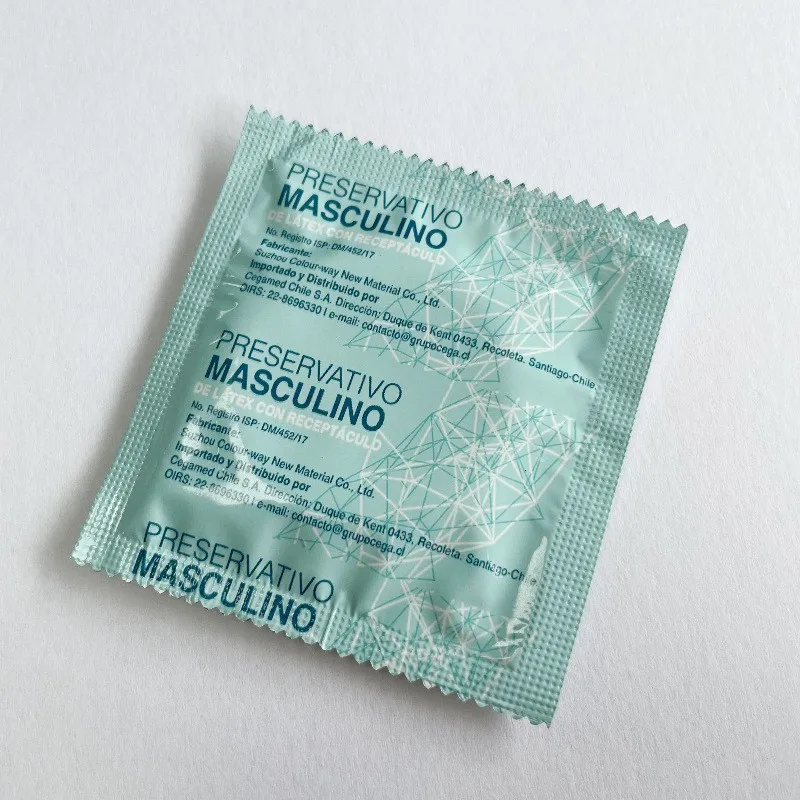 PRESERVATIVO
MASCULINO
DE LÁTEX CON RECEPTÁCULO
No. Registro ISP: DM/452/17
Fabricante:
Suzhou Colour-way New Material Co., Ltd.
Importado y Distribuido por
Cegamed Chile S.A. Dirección: Duque de Kent 0433, Recoleta. Santiago-Chile.
OIRS: 22-8696330 | e-mail: contacto@grupocega.cl
PRESERVATIVO
MASCULINO
DE LÁTEX CON RECEPTÁCULO
No. Registro ISP: DM/452/17
Fabricante:
Suzhou Colour-way New Material Co., Ltd.
Importado y Distribuido por
Cegamed Chile S.A. Dirección: Duque de Kent 0433, Recoleta. Santiago-Ch
OIRS: 22-8696330 | e-mail: contacto@grupocega.cl
PRESERVATIVO
MASCULINO